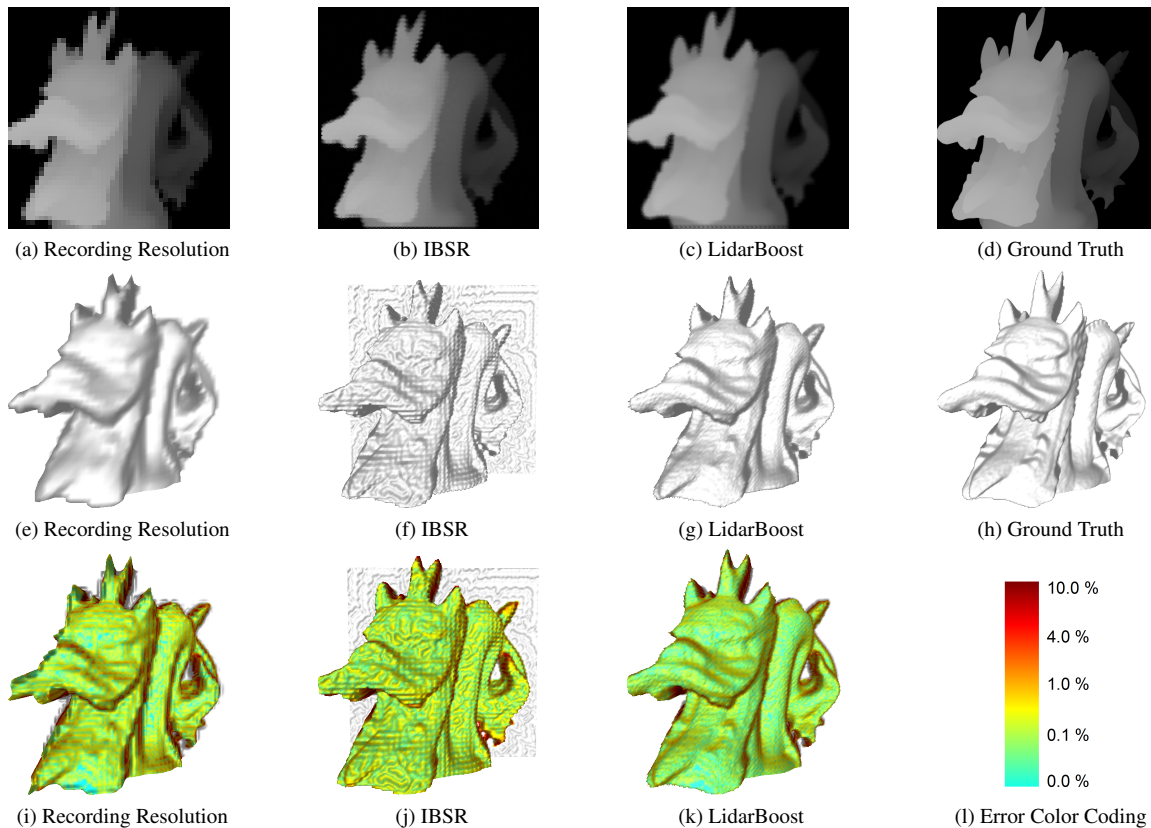 (a) Recording Resolution
(b) IBSR
(c) LidarBoost
(d) Ground Truth
(e) Recording Resolution
(f) IBSR
(g) LidarBoost
(h) Ground Truth
10.0 %
4.0 %
1.0 %
0.1 %
0.0 %
(i) Recording Resolution
(j) IBSR
(k) LidarBoost
(l) Error Color Coding